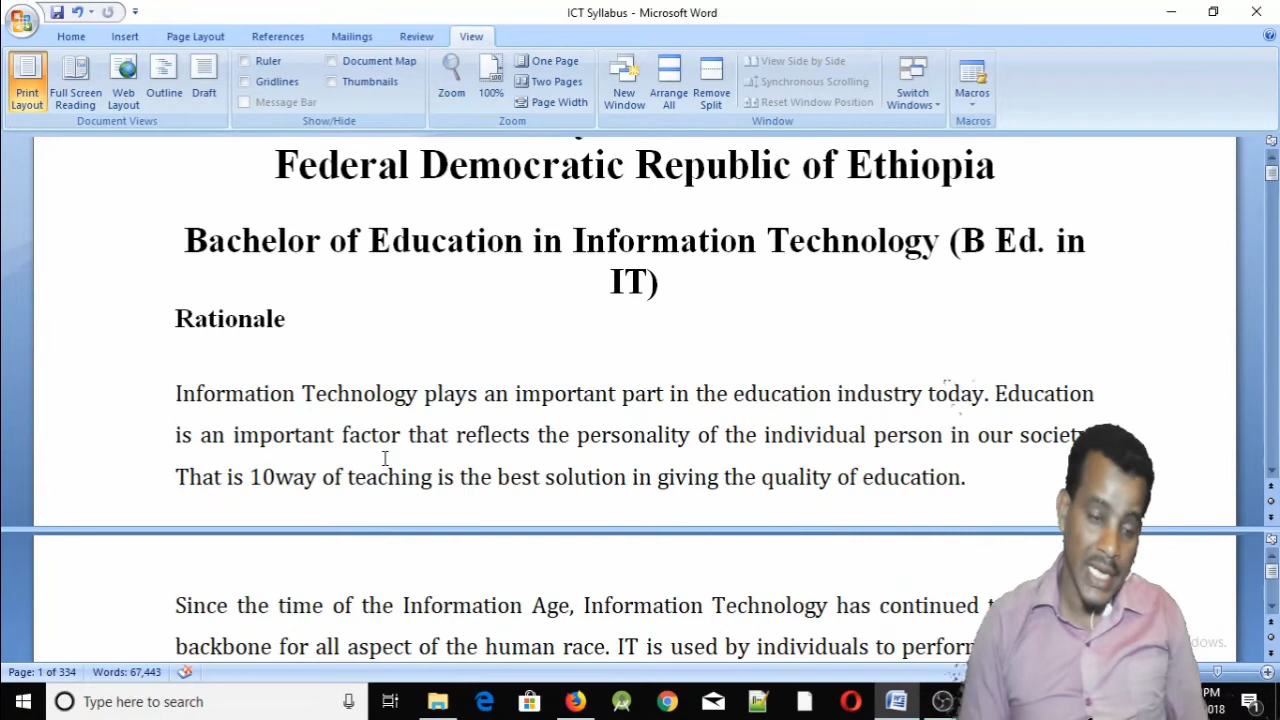 ICT Syllabus - Microsoft Word
Home Insert Page Layout References Mailings Review View
Ruler Document Map One Page View Side by Side
Gridlines Thumbnails Two Pages Synchronous Scrolling
Message Bar Page Width Reset Window Position
Print Layout Full Screen Reading Web Layout Outline Draft Zoom 100% New Window Arrange All Remove Split Switch Windows Macros
Document Views Show/Hide Zoom Window Macros
Federal Democratic Republic of Ethiopia
Bachelor of Education in Information Technology (B Ed. in
IT)
Rationale
Information Technology plays an important part in the education industry today. Education
is an important factor that reflects the personality of the individual person in our society
That is 10way of teaching is the best solution in giving the quality of education.
Since the time of the Information Age, Information Technology has continued
backbone for all aspect of the human race. IT is used by individuals to perform
Page: 1 of 334 Words: 67,443
Type here to search
PM
2018